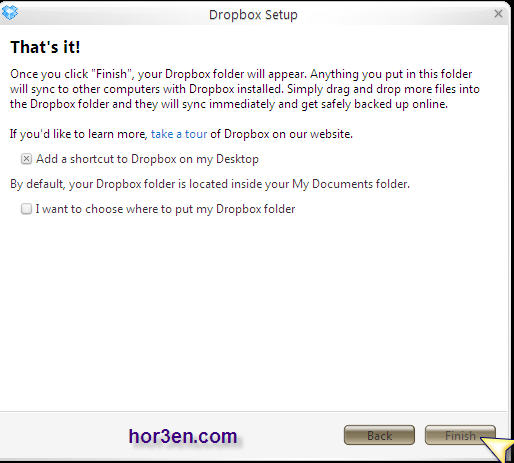 Dropbox Setup
That's it!
Once you click "Finish", your Dropbox folder will appear. Anything you put in this folder
will sync to other computers with Dropbox installed. Simply drag and drop more files into
the Dropbox folder and they will sync immediately and get safely backed up online.
If you'd like to learn more, take a tour of Dropbox on our website.
Add a shortcut to Dropbox on my Desktop
By default, your Dropbox folder is located inside your My Documents folder.
I want to choose where to put my Dropbox folder
hor3en.com
Back
Finish